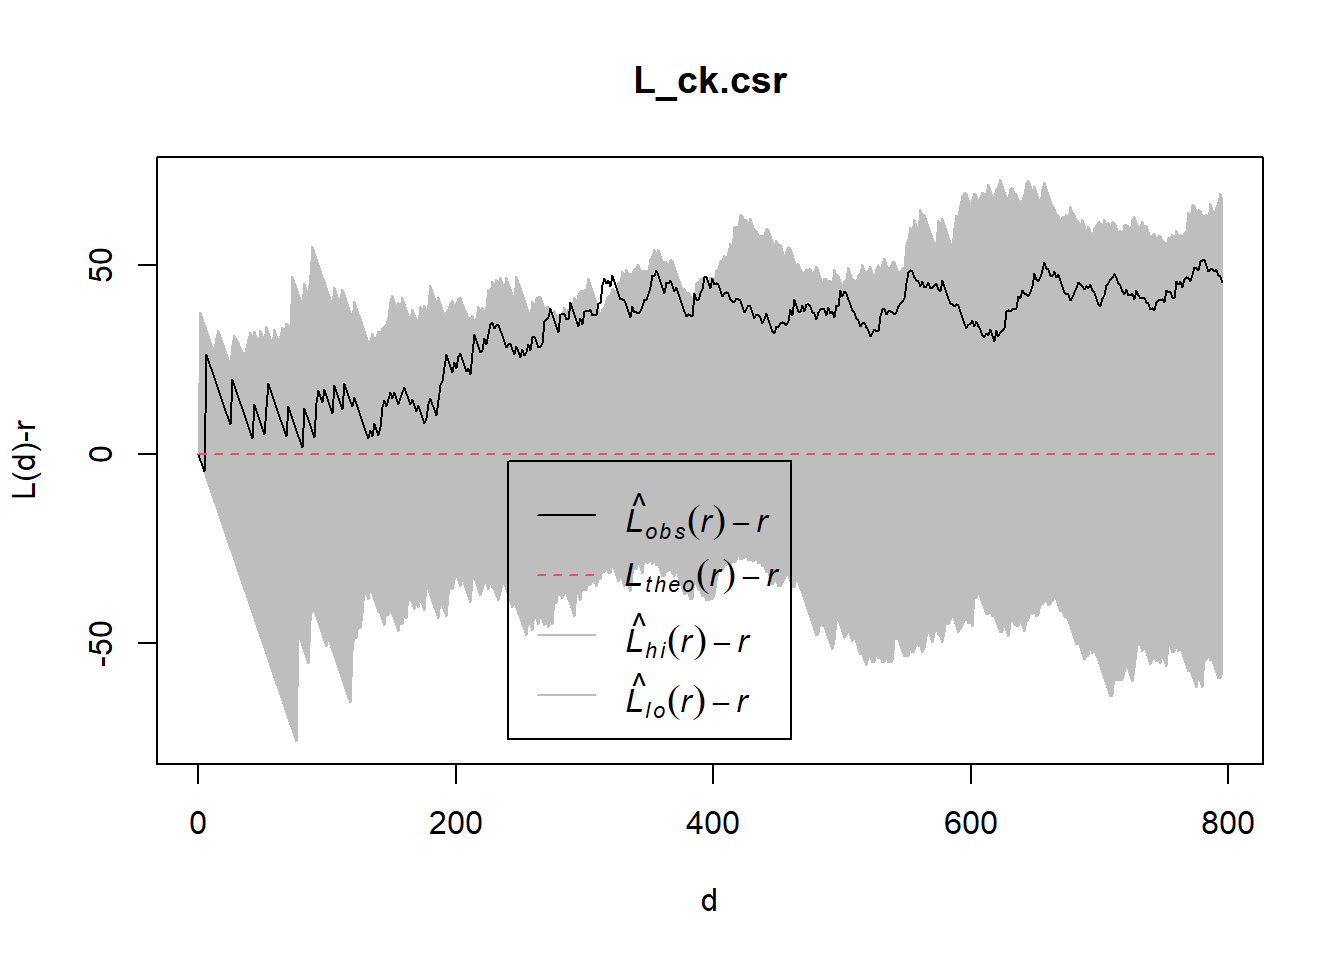 L_ck.csr
L(d)-r
50
0
-50
L̂obs(r) − r
Ltheo(r) − r
L̂hi(r) − r
L̂lo(r) − r
0 200 400 600 800
d